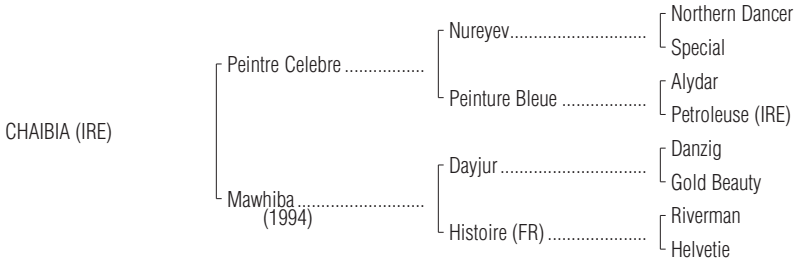 Northern Dancer
Nureyev
Special
Peintre Celebre
Alydar
Peinture Bleue
Petroleuse (IRE)
CHAIBIA (IRE)
Danzig
Dayjur
Gold Beauty
Mawhiba
(1994)
Riverman
Histoire (FR)
Helvetie